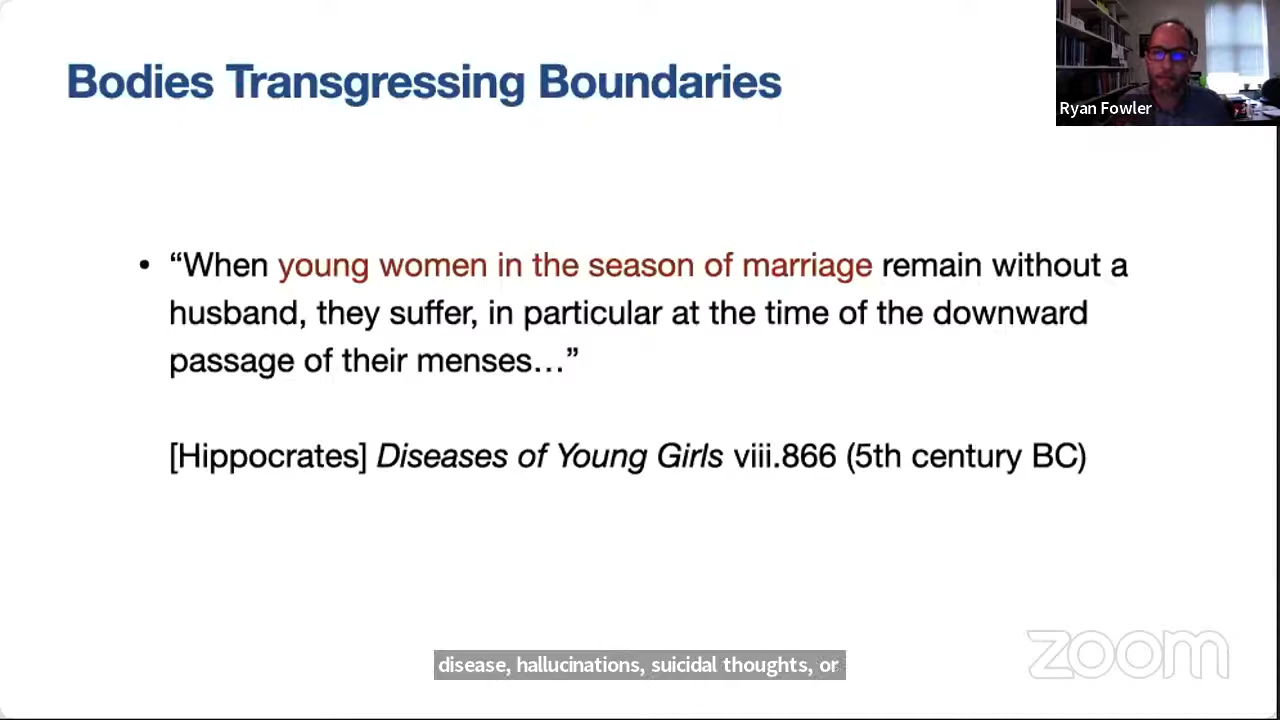 Bodies Transgressing Boundaries
Ryan Fowler
• “When young women in the season of marriage remain without a
husband, they suffer, in particular at the time of the downward
passage of their menses…”
[Hippocrates] Diseases of Young Girls viii.866 (5th century BC)
disease, hallucinations, suicidal thoughts, or
zoom